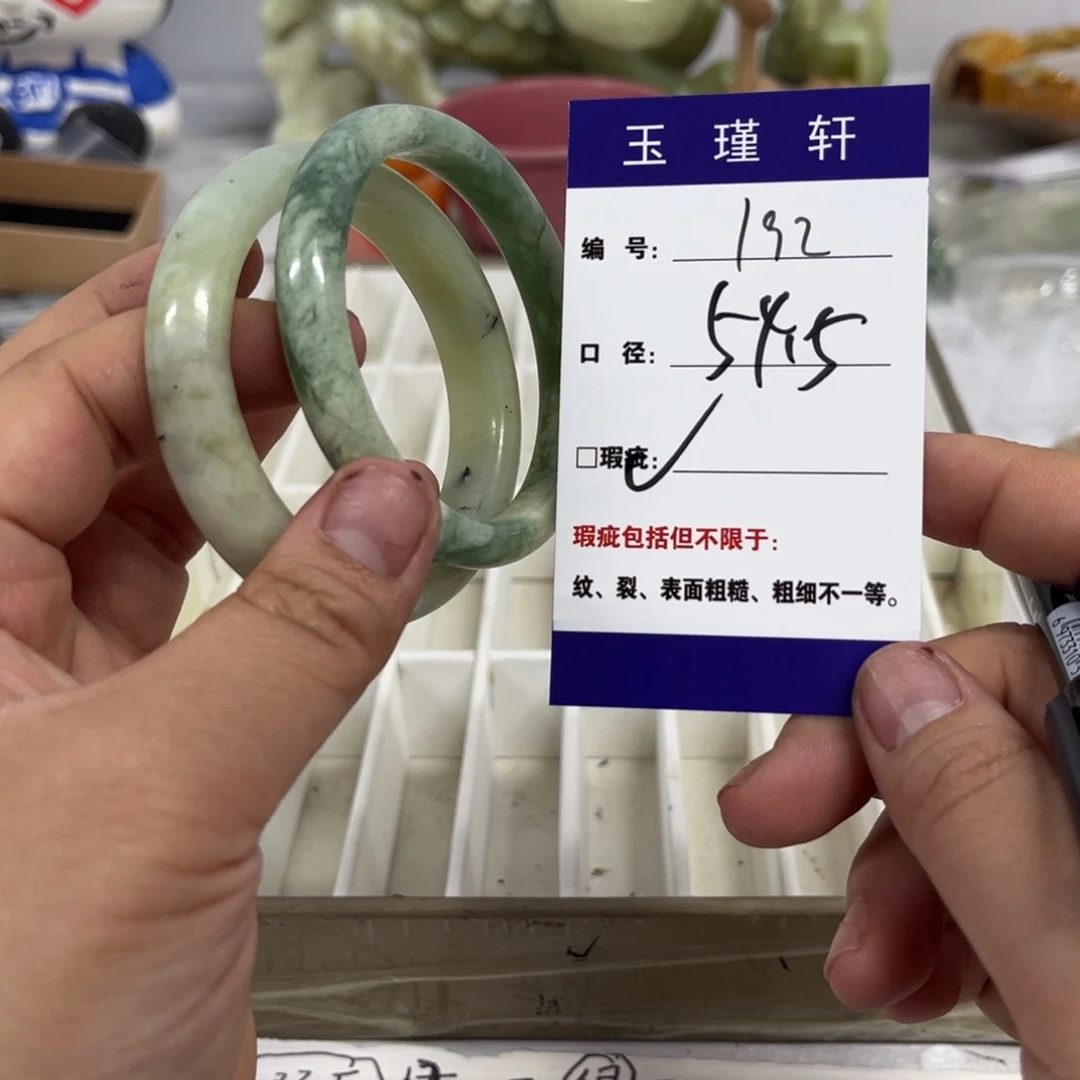 玉瑾轩
编号: 192
口径: 54.5
□瑕疵: ✓
瑕疵包括但不限于:
纹、裂、表面粗糙、粗细不一等。